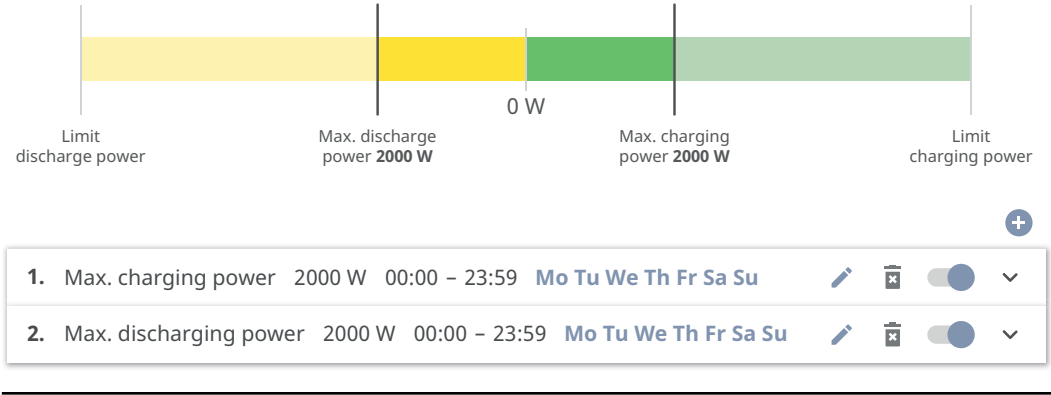 0 W
Limit
discharge power
Max. discharge
power 2000 W
Max. charging
power 2000 W
Limit
charging power
1. Max. charging power 2000 W 00:00 – 23:59 Mo Tu We Th Fr Sa Su
2. Max. discharging power 2000 W 00:00 – 23:59 Mo Tu We Th Fr Sa Su